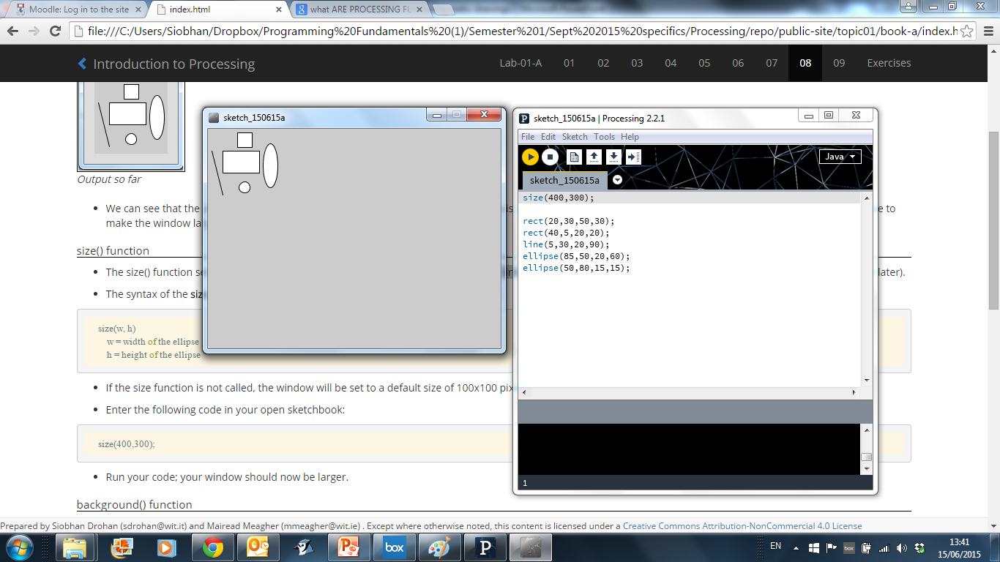 Moodle: Log in to the site
index.html
what ARE PROCESSING FU
file:///C:/Users/Siobhan/Dropbox/Programming%20Fundamentals%20(1)/Semester%201/Sept%202015%20specifics/Processing/repo/public-site/topic01/book-a/index.h
Introduction to Processing
Lab-01-A 01 02 03 04 05 06 07 08 09 Exercises
Output so far
We can see that the
e to
make the window la
size() function
The size() function se
later).
The syntax of the siz
size(w, h)
w = width of the ellipse
h = height of the ellipse
If the size function is not called, the window will be set to a default size of 100x100 pix
Enter the following code in your open sketchbook:
size(400,300);
Run your code; your window should now be larger.
background() function
Prepared by Siobhan Drohan (sdrohan@wit.it) and Mairead Meagher (mmeagher@wit.ie) . Except where otherwise noted, this content is licensed under a Creative Commons Attribution-NonCommercial 4.0 License
sketch_150615a
sketch_150615a | Processing 2.2.1
File Edit Sketch Tools Help
Java
sketch_150615a
size(400,300);
rect(20,30,50,30);
rect(40,5,20,20);
line(5,30,20,90);
ellipse(85,50,20,60);
ellipse(50,80,15,15);
1
box
EN
box
13:41
15/06/2015